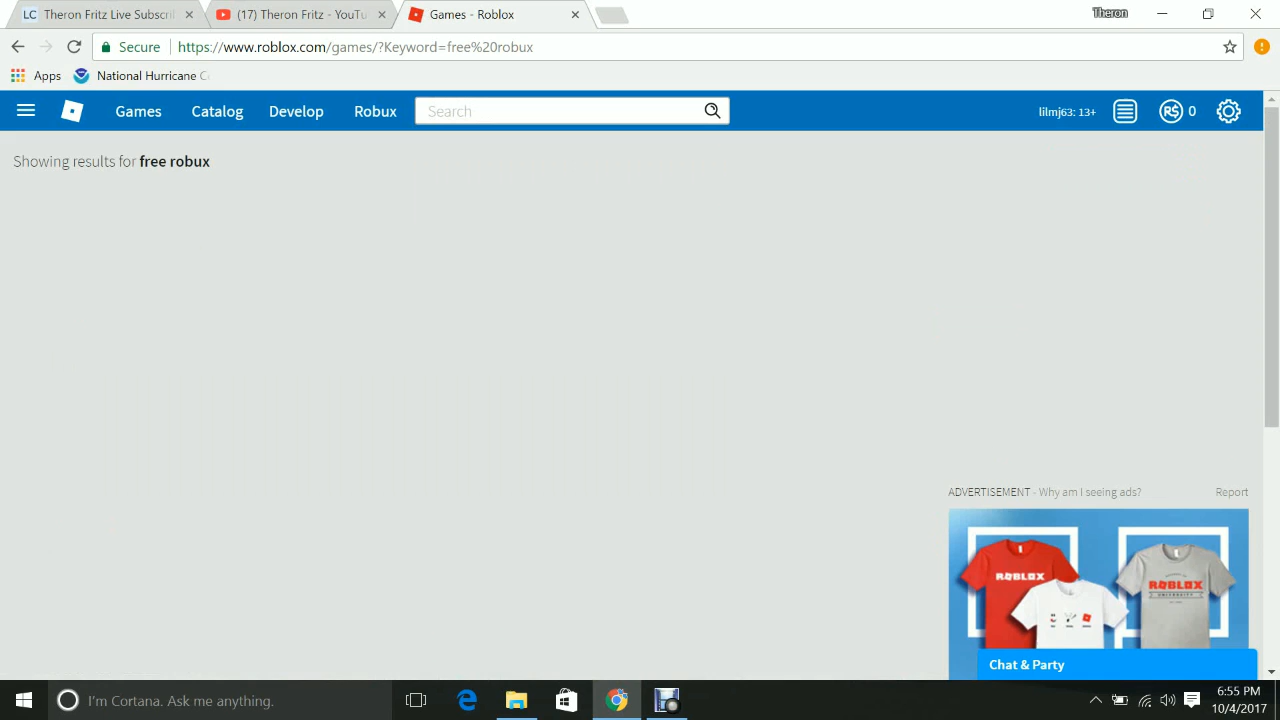 LC Theron Fritz Live Subscri
(17) Theron Fritz - YouTu
Games - Roblox
Theron
Secure
https://www.roblox.com/games/?Keyword=free%20robux
Apps
National Hurricane C
Games
Catalog
Develop
Robux
Search
lilmj63: 13+
R$ 0
Showing results for free robux
ADVERTISEMENT - Why am I seeing ads?
Report
ROBLOX
ROBLOX
UNIVERSITY
Chat & Party
I'm Cortana. Ask me anything.
6:55 PM
10/4/2017